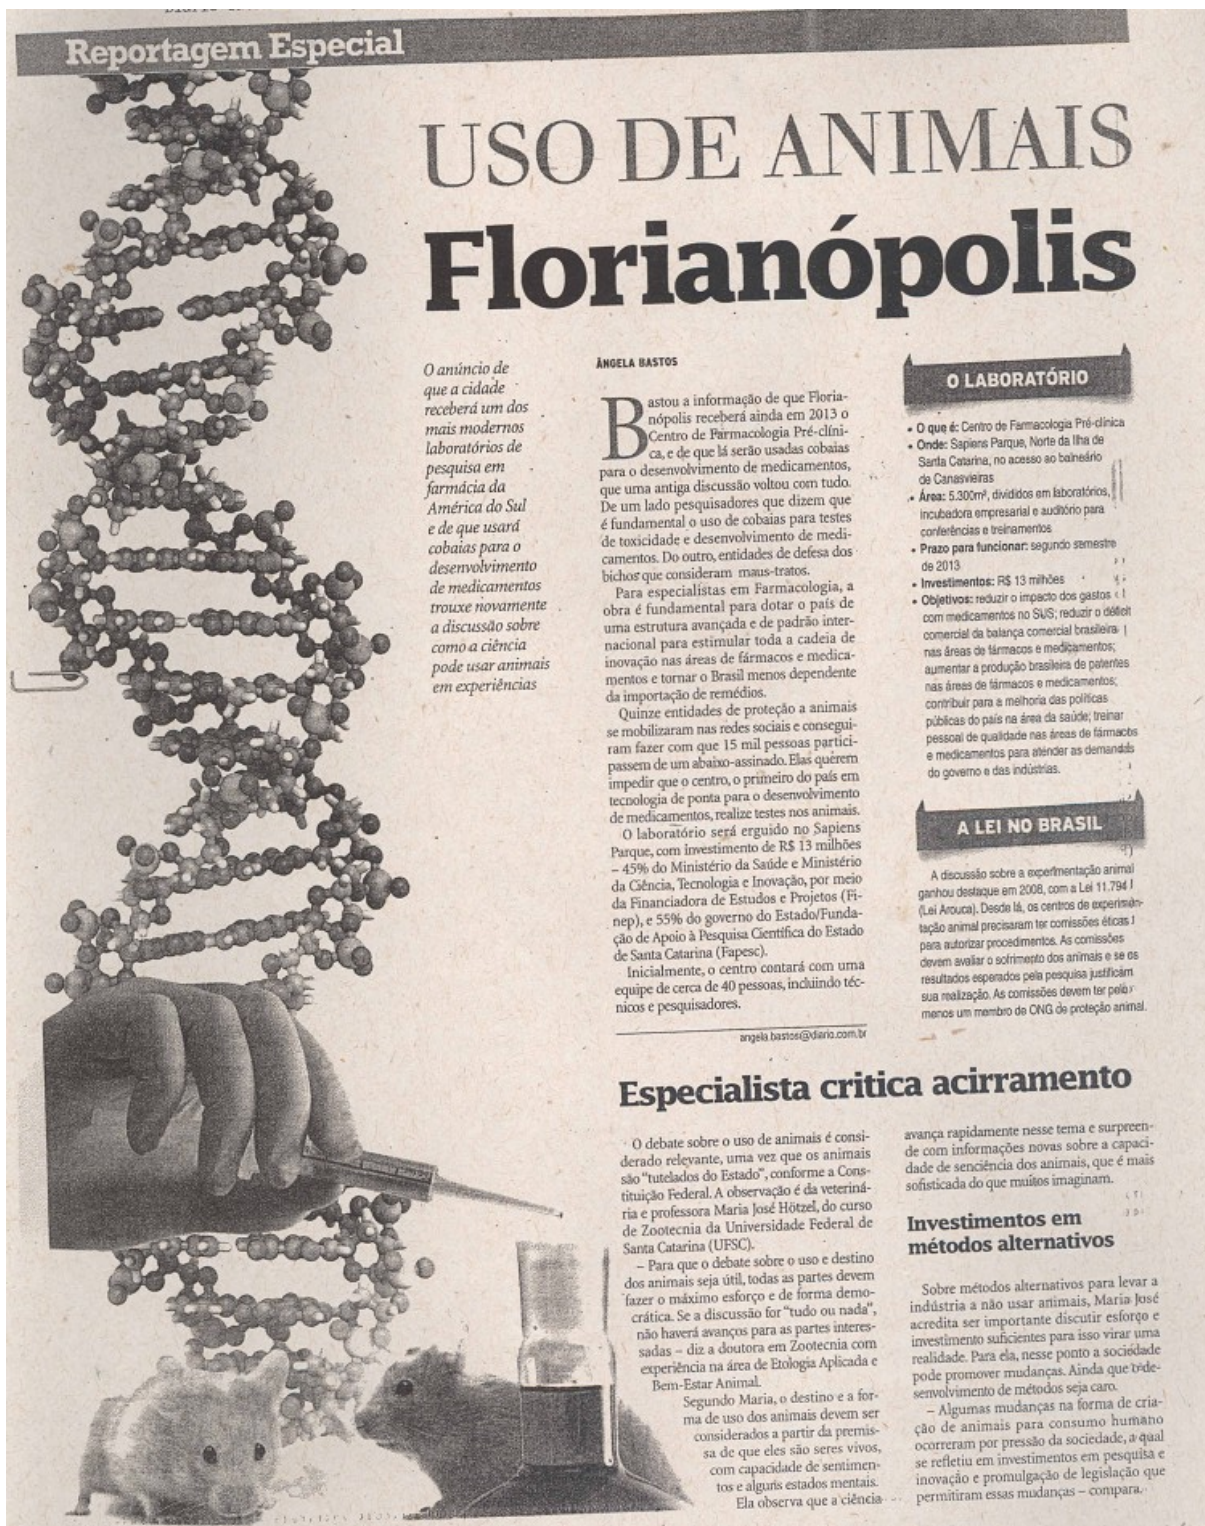 Reportagem Especial
USO DE ANIMAIS
Florianópolis
O anúncio de
que a cidade
receberá um dos
mais modernos
laboratórios de
pesquisa em
farmácia da
América do Sul
e de que usará
cobaias para o
desenvolvimento
de medicamentos
trouxe novamente
a discussão sobre
como a ciência
pode usar animais
em experiências
ÂNGELA BASTOS
Bastou a informação de que Floria-
nópolis receberá ainda em 2013 o
Centro de Farmacologia Pré-clíni-
ca, e de que lá serão usadas cobaias
para o desenvolvimento de medicamentos,
que uma antiga discussão voltou com tudo.
De um lado pesquisadores que dizem que
é fundamental o uso de cobaias para testes
de toxicidade e desenvolvimento de medi-
camentos. Do outro, entidades de defesa dos
bichos que consideram maus-tratos.
Para especialistas em Farmacologia, a
obra é fundamental para dotar o país de
uma estrutura avançada e de padrão inter-
nacional para estimular toda a cadeia de
inovação nas áreas de fármacos e medica-
mentos e tornar o Brasil menos dependente
da importação de remédios.
Quinze entidades de proteção a animais
se mobilizaram nas redes sociais e consegui-
ram fazer com que 15 mil pessoas partici-
passem de um abaixo-assinado. Elas querem
impedir que o centro, o primeiro do país em
tecnologia de ponta para o desenvolvimento
de medicamentos, realize testes nos animais.
O laboratório será erguido no Sapiens
Parque, com investimento de R$ 13 milhões
– 45% do Ministério da Saúde e Ministério
da Ciência, Tecnologia e Inovação, por meio
da Financiadora de Estudos e Projetos (Fi-
nep), e 55% do governo do Estado/Funda-
ção de Apoio à Pesquisa Científica do Estado
de Santa Catarina (Fapesc).
Inicialmente, o centro contará com uma
equipe de cerca de 40 pessoas, incluindo téc-
nicos e pesquisadores.
angela.bastos@diario.com.br
O LABORATÓRIO
• O que é: Centro de Farmacologia Pré-clínica
• Onde: Sapiens Parque, Norte da Ilha de
Santa Catarina, no acesso ao balneário
de Canasvieiras
• Área: 5.300m², divididos em laboratórios,
incubadora empresarial e auditório para
conferências e treinamentos
• Prazo para funcionar: segundo semestre
de 2013
• Investimentos: R$ 13 milhões
• Objetivos: reduzir o impacto dos gastos
com medicamentos no SUS; reduzir o déficit
comercial da balança comercial brasileira
nas áreas de fármacos e medicamentos;
aumentar a produção brasileira de patentes
nas áreas de fármacos e medicamentos;
contribuir para a melhoria das políticas
públicas do país na área da saúde; treinar
pessoal de qualidade nas áreas de fármacos
e medicamentos para atender as demandas
do governo e das indústrias.
A LEI NO BRASIL
A discussão sobre a experimentação animal
ganhou destaque em 2008, com a Lei 11.794
(Lei Arouca). Desde lá, os centros de experimen-
tação animal precisaram ter comissões éticas
para autorizar procedimentos. As comissões
devem avaliar o sofrimento dos animais e se os
resultados esperados pela pesquisa justificam
sua realização. As comissões devem ter pelo
menos um membro de ONG de proteção animal.
Especialista critica acirramento
O debate sobre o uso de animais é consi-
derado relevante, uma vez que os animais
são “tutelados do Estado”, conforme a Cons-
tituição Federal. A observação é da veteriná-
ria e professora Maria José Hötzel, do curso
de Zootecnia da Universidade Federal de
Santa Catarina (UFSC).
– Para que o debate sobre o uso e destino
dos animais seja útil, todas as partes devem
fazer o máximo esforço e de forma demo-
crática. Se a discussão for “tudo ou nada”,
não haverá avanços para as partes interes-
sadas – diz a doutora em Zootecnia com
experiência na área de Etologia Aplicada e
Bem-Estar Animal.
Segundo Maria, o destino e a for-
ma de uso dos animais devem ser
considerados a partir da premis-
sa de que eles são seres vivos,
com capacidade de sentimen-
tos e alguns estados mentais.
Ela observa que a ciência
avança rapidamente nesse tema e surpreen-
de com informações novas sobre a capaci-
dade de senciência dos animais, que é mais
sofisticada do que muitos imaginam.
Investimentos em
métodos alternativos
Sobre métodos alternativos para levar a
indústria a não usar animais, Maria José
acredita ser importante discutir esforço e
investimento suficientes para isso virar uma
realidade. Para ela, nesse ponto a sociedade
pode promover mudanças. Ainda que o de-
senvolvimento de métodos seja caro.
– Algumas mudanças na forma de cria-
ção de animais para consumo humano
ocorreram por pressão da sociedade, a qual
se refletiu em investimentos em pesquisa e
inovação e promulgação de legislação que
permitiram essas mudanças – compara.